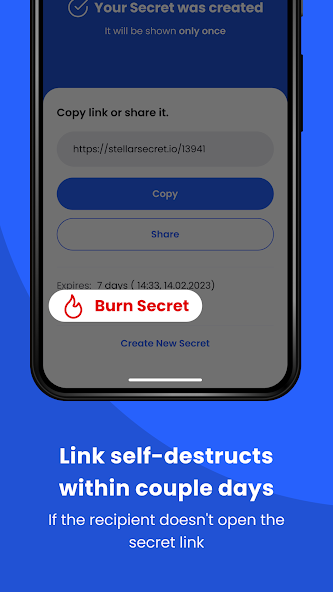 Your Secret was created
It will be shown only once
Copy link or share it.
https://stellarsecret.io/13941
Copy
Share
Expires: 7 days ( 14:33, 14.02.2023)
Burn Secret
Create New Secret
Link self-destructs
within couple days
If the recipient doesn't open the
secret link